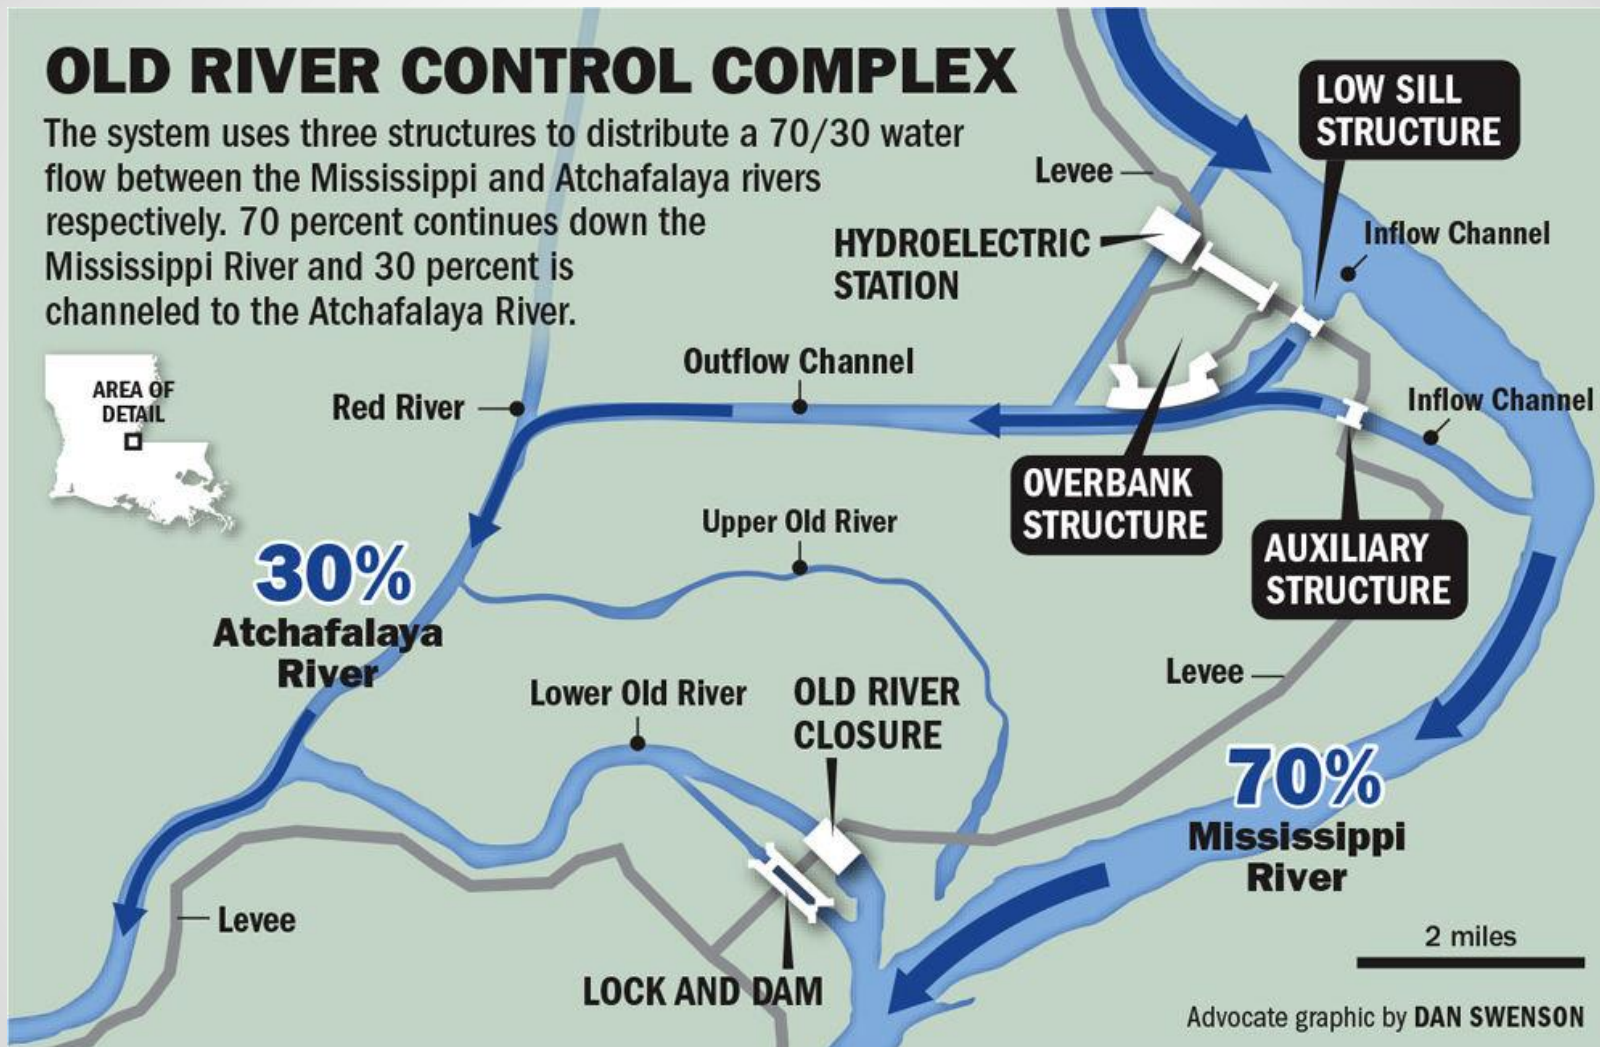 OLD RIVER CONTROL COMPLEX
The system uses three structures to distribute a 70/30 water
flow between the Mississippi and Atchafalaya rivers
respectively. 70 percent continues down the
Mississippi River and 30 percent is
channeled to the Atchafalaya River.
LOW SILL
STRUCTURE
Levee
Inflow Channel
HYDROELECTRIC
STATION
AREA OF
DETAIL
Red River
Outflow Channel
Inflow Channel
OVERBANK
STRUCTURE
AUXILIARY
STRUCTURE
Upper Old River
30%
Atchafalaya
River
Levee
Lower Old River
OLD RIVER
CLOSURE
70%
Mississippi
River
Levee
LOCK AND DAM
2 miles
Advocate graphic by DAN SWENSON